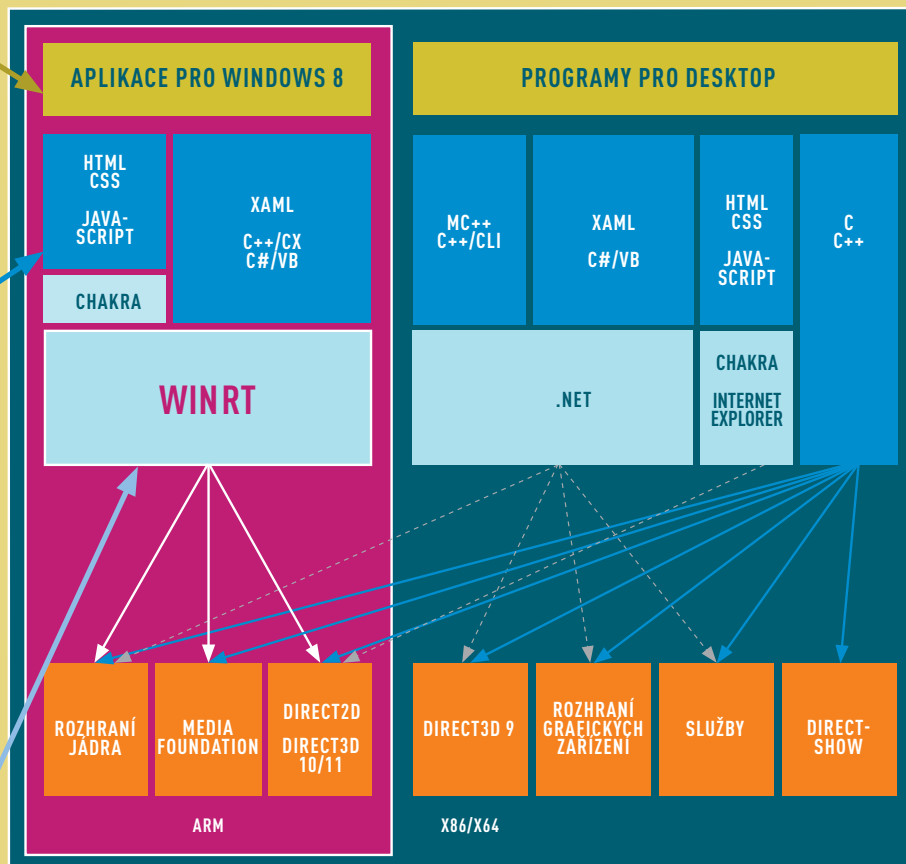 APLIKACE PRO WINDOWS 8
HTML
CSS
JAVA-
SCRIPT
XAML
C++/CX
C#/VB
CHAKRA
WINRT
PROGRAMY PRO DESKTOP
MC++
C++/CLI
XAML
C#/VB
HTML
CSS
JAVA-
SCRIPT
C
C++
.NET
CHAKRA
INTERNET
EXPLORER
ROZHRANÍ
JÁDRA
MEDIA
FOUNDATION
DIRECT2D
DIRECT3D
10/11
DIRECT3D 9
ROZHRANÍ
GRAFICKÝCH
ZAŘÍZENÍ
SLUŽBY
DIRECT-
SHOW
ARM
X86/X64